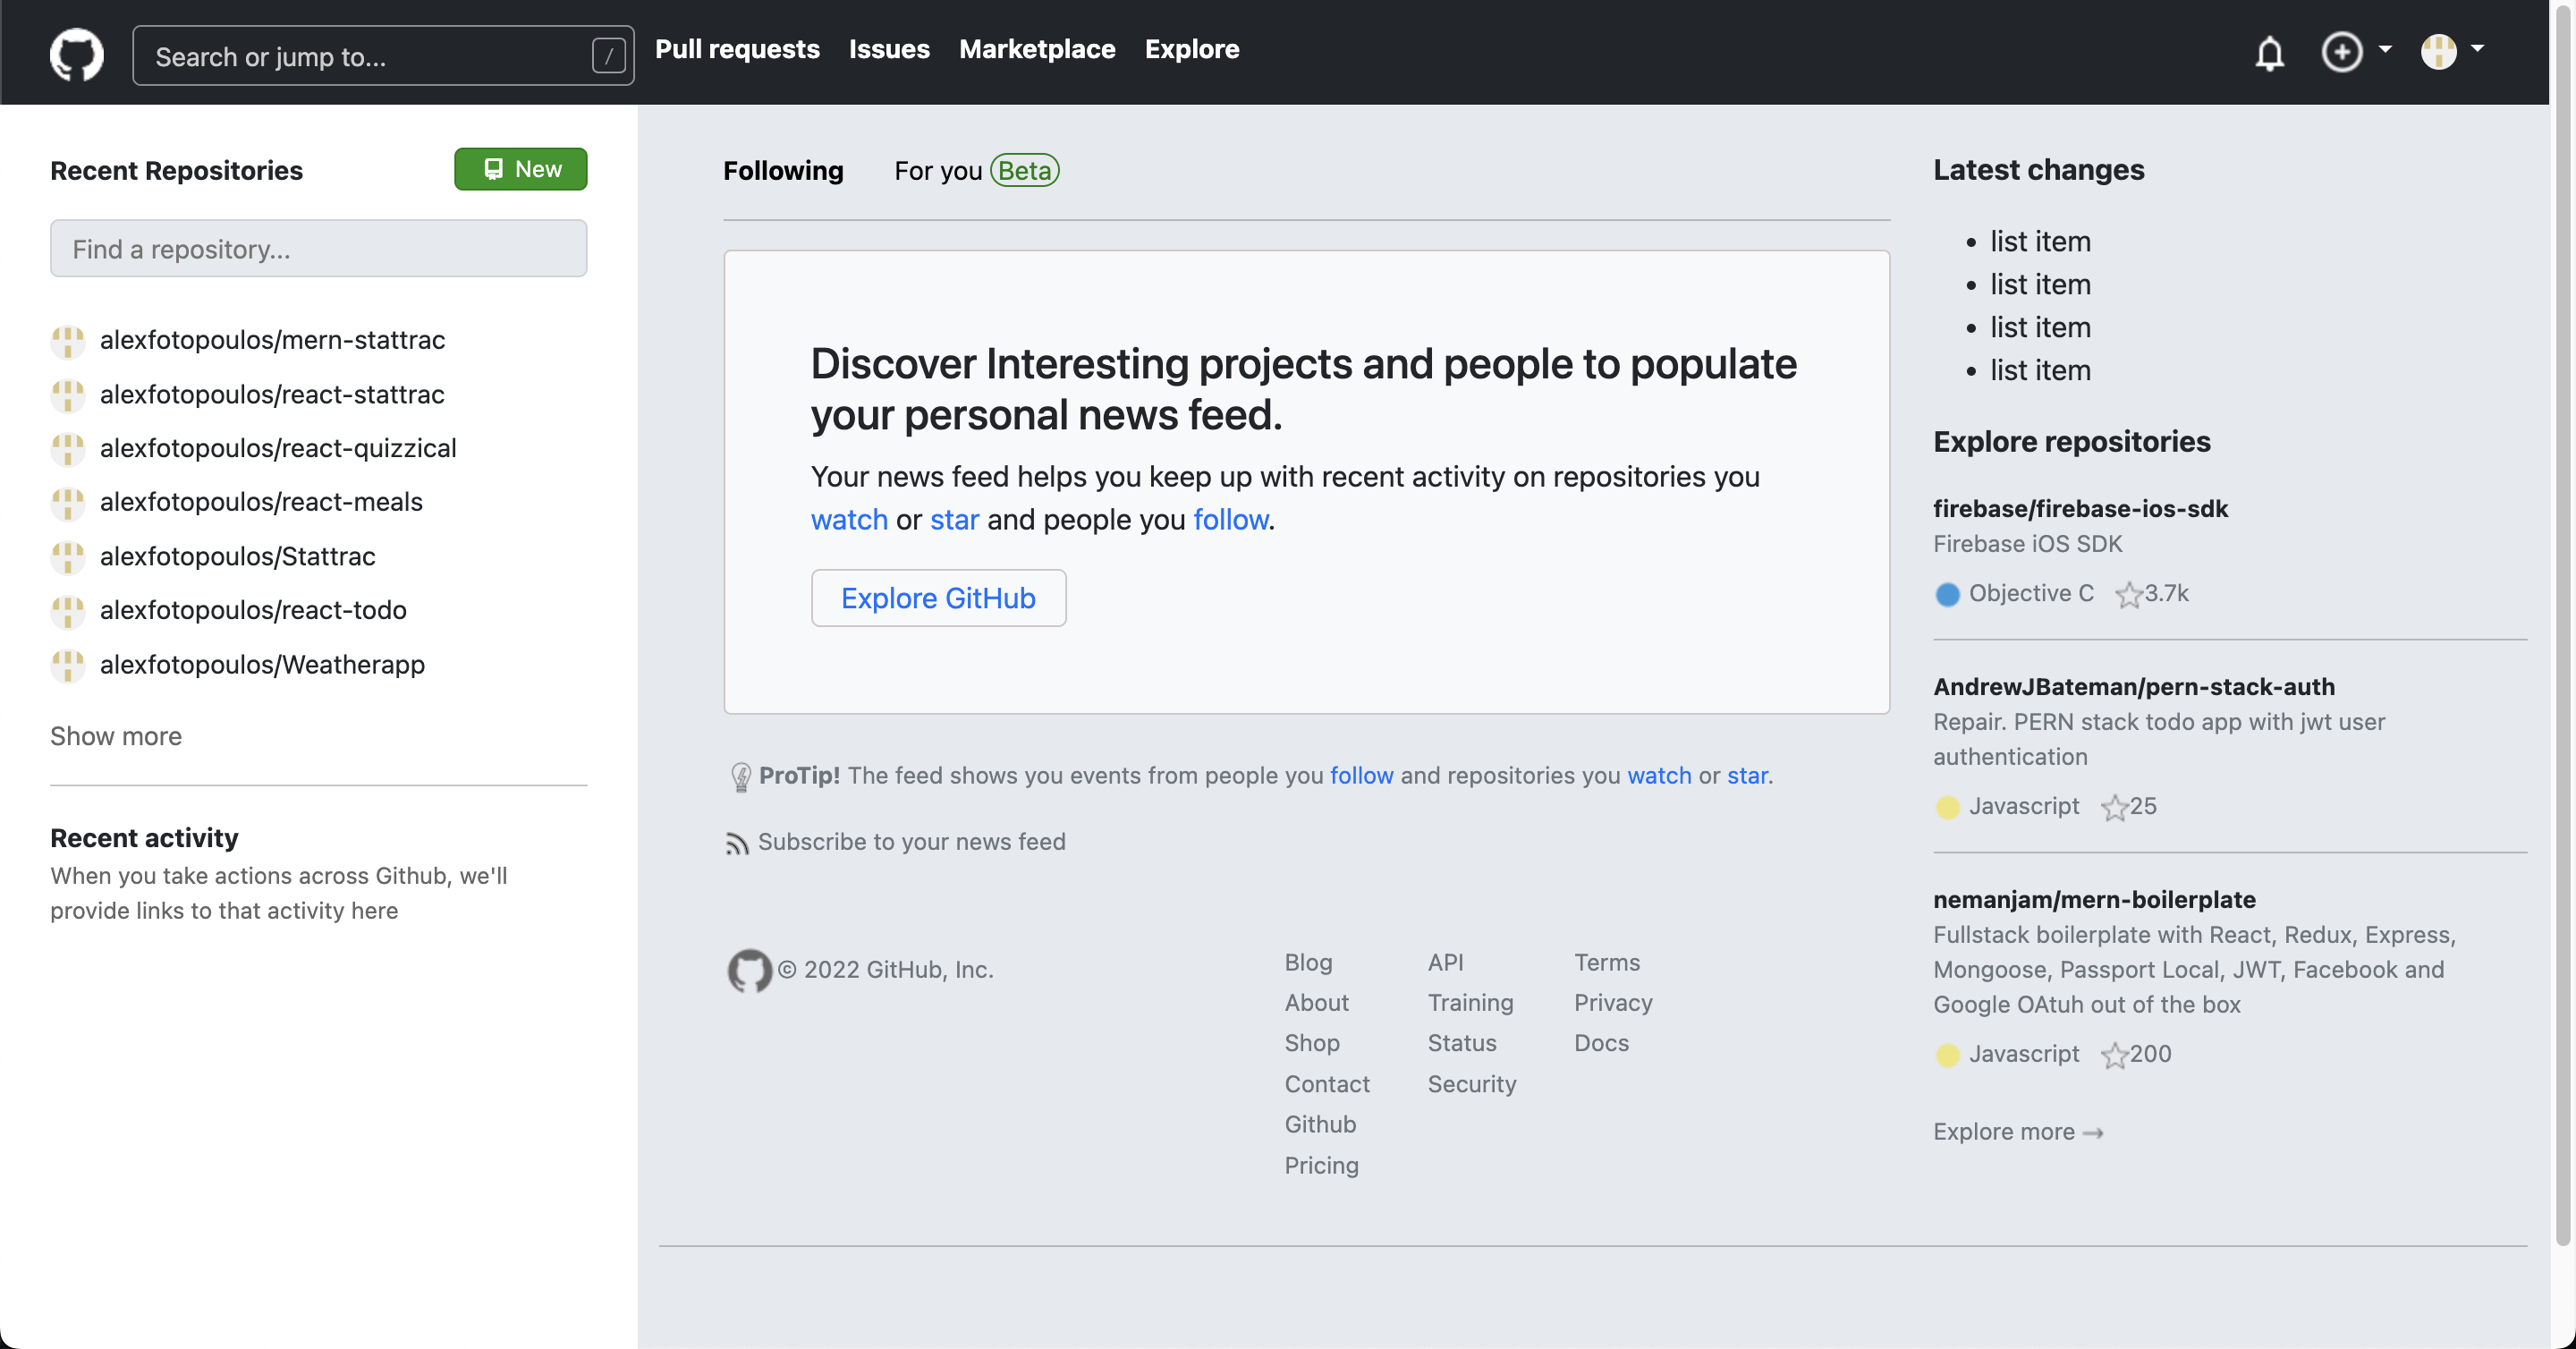 Search or jump to...
/
Pull requests
Issues
Marketplace
Explore
Recent Repositories
New
Find a repository...
alexfotopoulos/mern-stattrac
alexfotopoulos/react-stattrac
alexfotopoulos/react-quizzical
alexfotopoulos/react-meals
alexfotopoulos/Stattrac
alexfotopoulos/react-todo
alexfotopoulos/Weatherapp
Show more
Recent activity
When you take actions across Github, we'll
provide links to that activity here
Following
For you Beta
Discover Interesting projects and people to populate
your personal news feed.
Your news feed helps you keep up with recent activity on repositories you
watch or star and people you follow.
Explore GitHub
ProTip! The feed shows you events from people you follow and repositories you watch or star.
Subscribe to your news feed
© 2022 GitHub, Inc.
Blog
About
Shop
Contact
Github
Pricing
API
Training
Status
Security
Terms
Privacy
Docs
Latest changes
• list item
• list item
• list item
• list item
Explore repositories
firebase/firebase-ios-sdk
Firebase iOS SDK
Objective C 3.7k
AndrewJBateman/pern-stack-auth
Repair. PERN stack todo app with jwt user
authentication
Javascript 25
nemanjam/mern-boilerplate
Fullstack boilerplate with React, Redux, Express,
Mongoose, Passport Local, JWT, Facebook and
Google OAtuh out of the box
Javascript 200
Explore more →